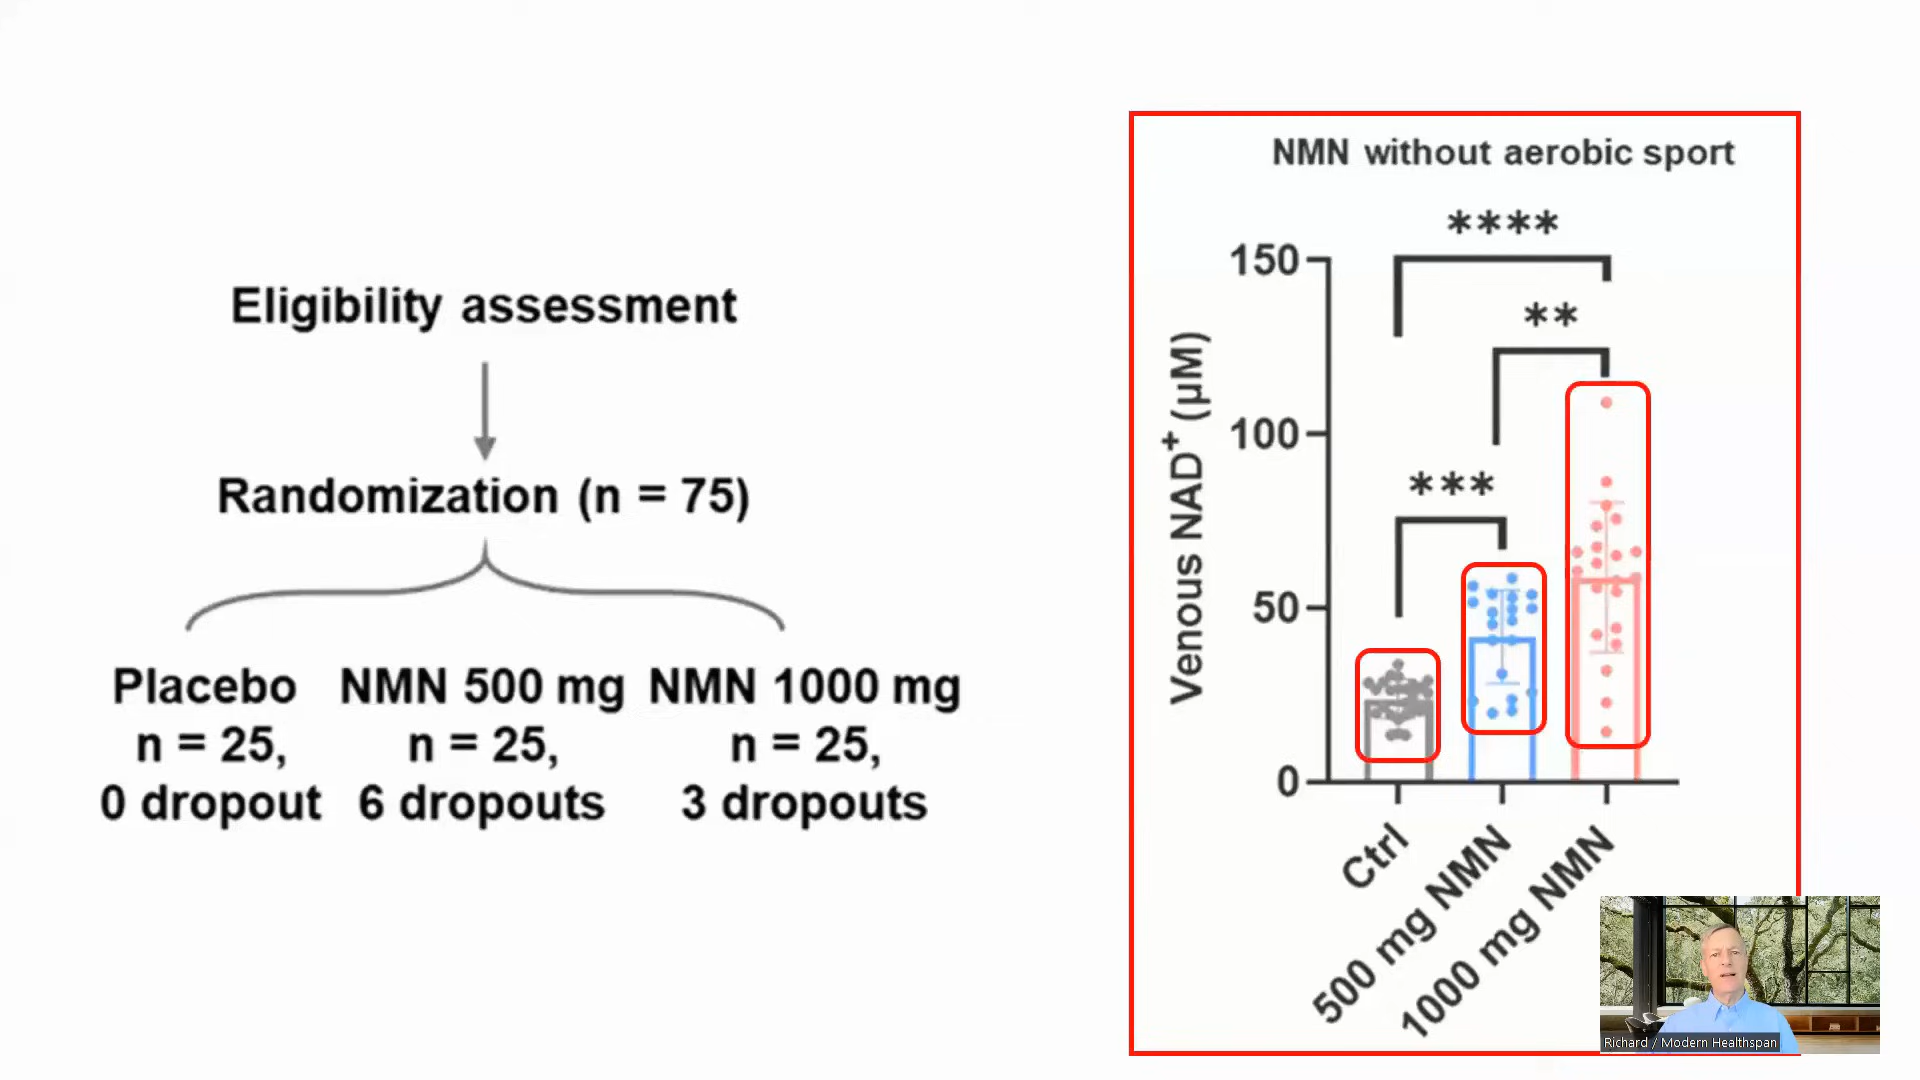 Eligibility assessment
Randomization (n = 75)
Placebo NMN 500 mg NMN 1000 mg
n = 25, n = 25, n = 25,
0 dropout 6 dropouts 3 dropouts
NMN without aerobic sport
****
**
***
150
100
50
0
Venous NAD⁺ (µM)
Ctrl
500 mg NMN
1000 mg NMN
Richard / Modern Healthspan